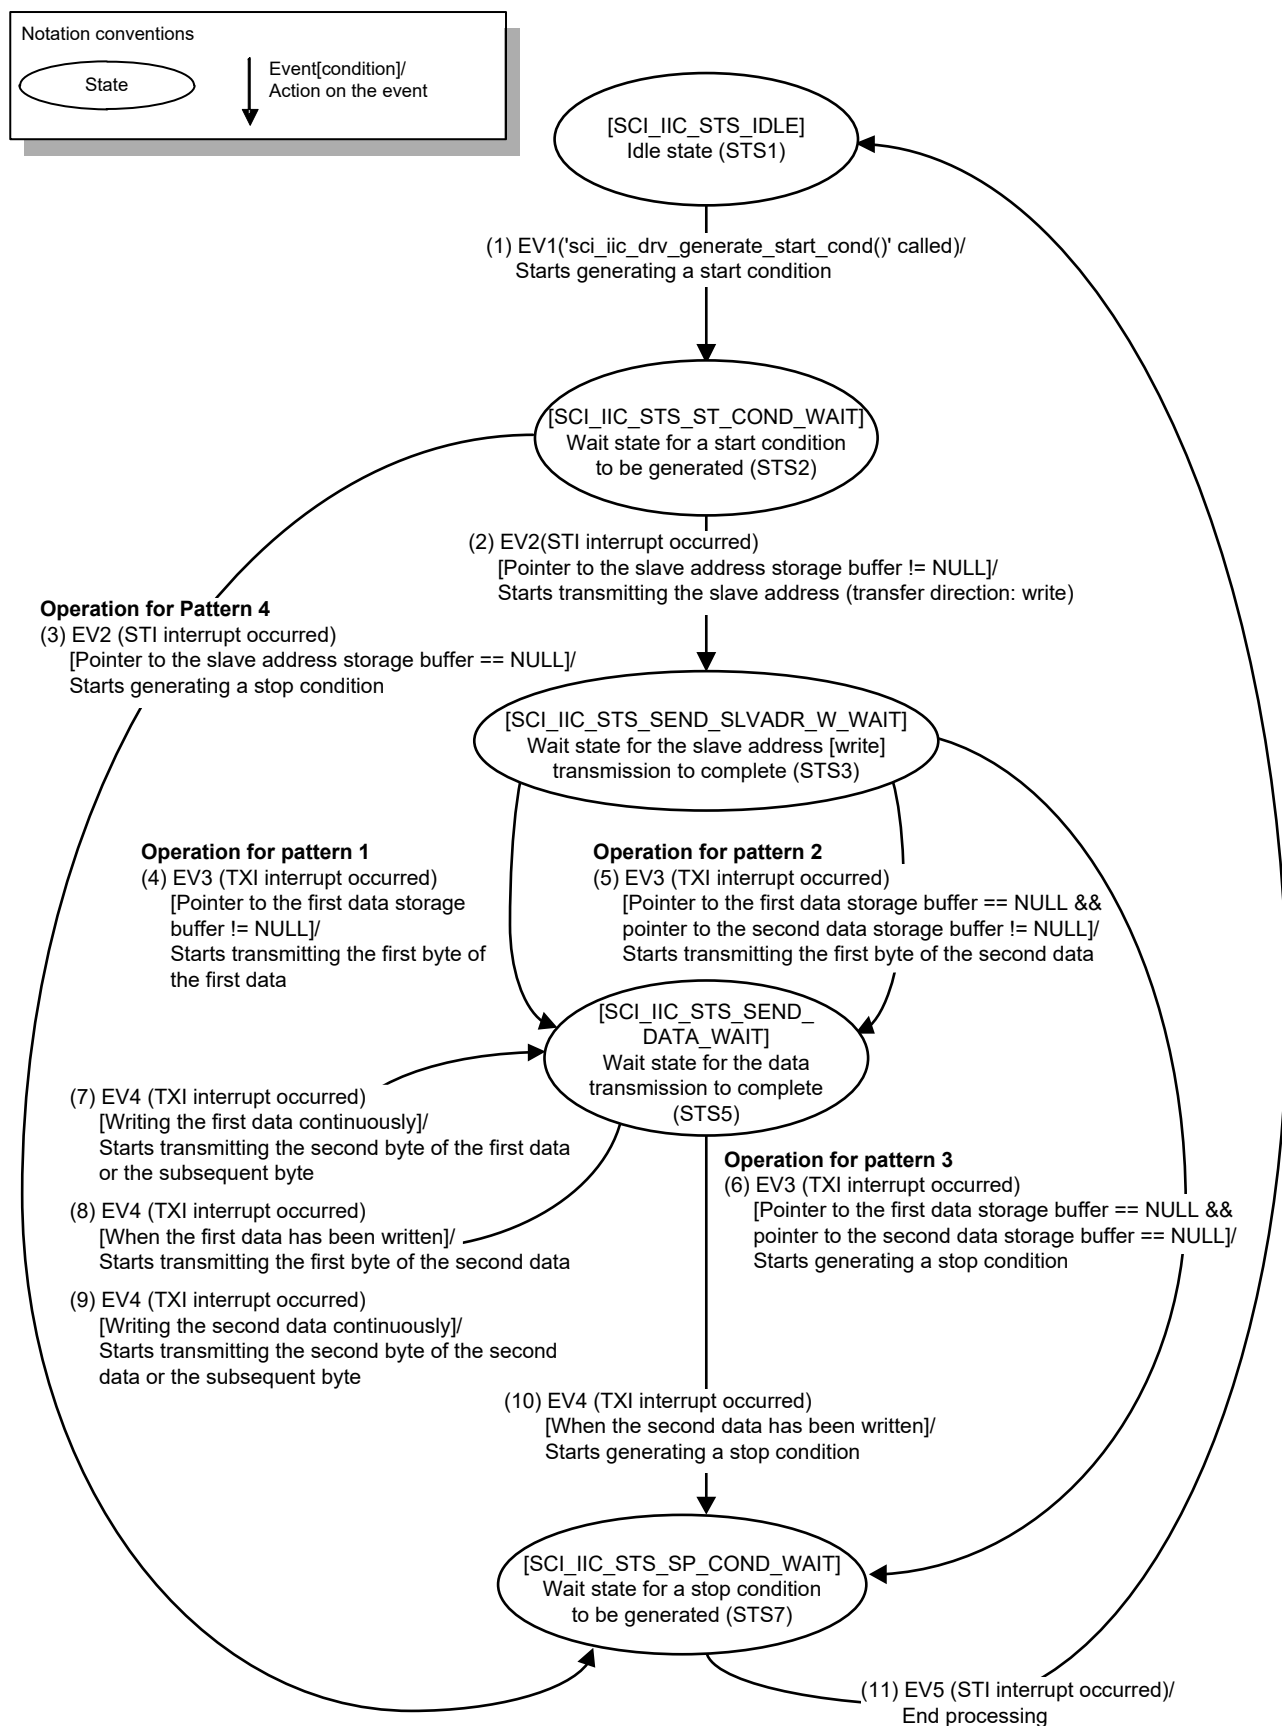 Notation conventions
State
Event[condition]/
Action on the event
[SCI_IIC_STS_IDLE]
Idle state (STS1)
(1) EV1('sci_iic_drv_generate_start_cond()' called)/
Starts generating a start condition
[SCI_IIC_STS_ST_COND_WAIT]
Wait state for a start condition
to be generated (STS2)
(2) EV2(STI interrupt occurred)
[Pointer to the slave address storage buffer != NULL]/
Starts transmitting the slave address (transfer direction: write)
Operation for Pattern 4
(3) EV2 (STI interrupt occurred)
[Pointer to the slave address storage buffer == NULL]/
Starts generating a stop condition
[SCI_IIC_STS_SEND_SLVADR_W_WAIT]
Wait state for the slave address [write]
transmission to complete (STS3)
Operation for pattern 1
(4) EV3 (TXI interrupt occurred)
[Pointer to the first data storage
buffer != NULL]/
Starts transmitting the first byte of
the first data
Operation for pattern 2
(5) EV3 (TXI interrupt occurred)
[Pointer to the first data storage buffer == NULL &&
pointer to the second data storage buffer != NULL]/
Starts transmitting the first byte of the second data
[SCI_IIC_STS_SEND_
DATA_WAIT]
Wait state for the data
transmission to complete
(STS5)
(7) EV4 (TXI interrupt occurred)
[Writing the first data continuously]/
Starts transmitting the second byte of the first data
or the subsequent byte
(8) EV4 (TXI interrupt occurred)
[When the first data has been written]/
Starts transmitting the first byte of the second data
(9) EV4 (TXI interrupt occurred)
[Writing the second data continuously]/
Starts transmitting the second byte of the second
data or the subsequent byte
Operation for pattern 3
(6) EV3 (TXI interrupt occurred)
[Pointer to the first data storage buffer == NULL &&
pointer to the second data storage buffer == NULL]/
Starts generating a stop condition
(10) EV4 (TXI interrupt occurred)
[When the second data has been written]/
Starts generating a stop condition
[SCI_IIC_STS_SP_COND_WAIT]
Wait state for a stop condition
to be generated (STS7)
(11) EV5 (STI interrupt occurred)/
End processing